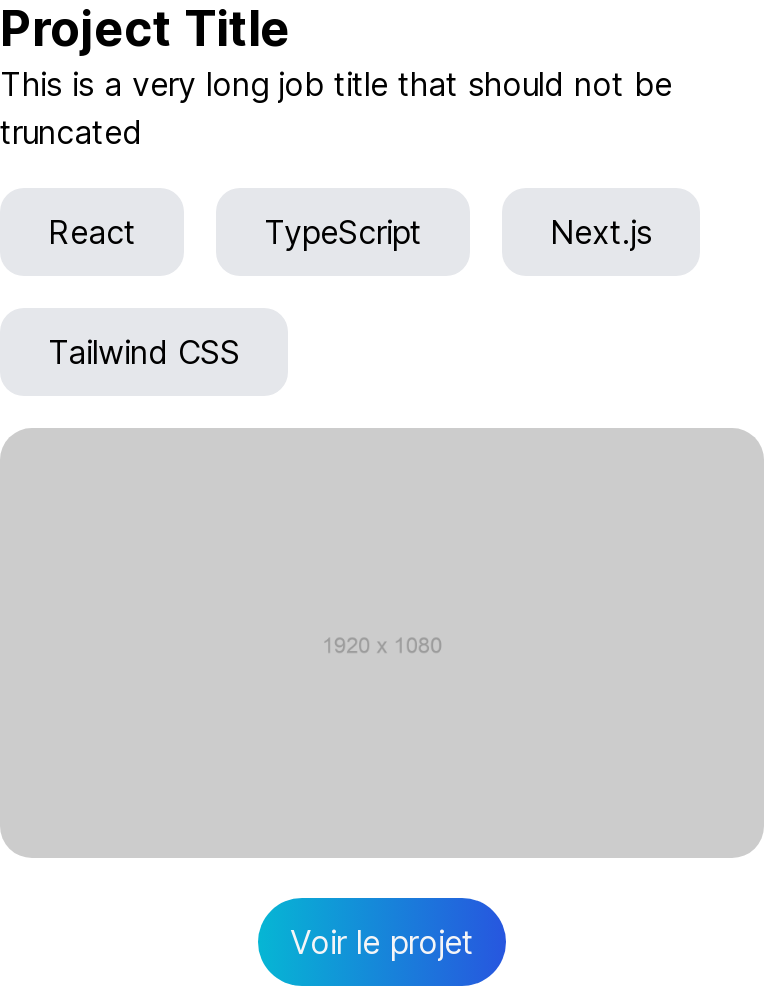 Project Title
This is a very long job title that should not be
truncated
React
TypeScript
Next.js
Tailwind CSS
1920 x 1080
Voir le projet